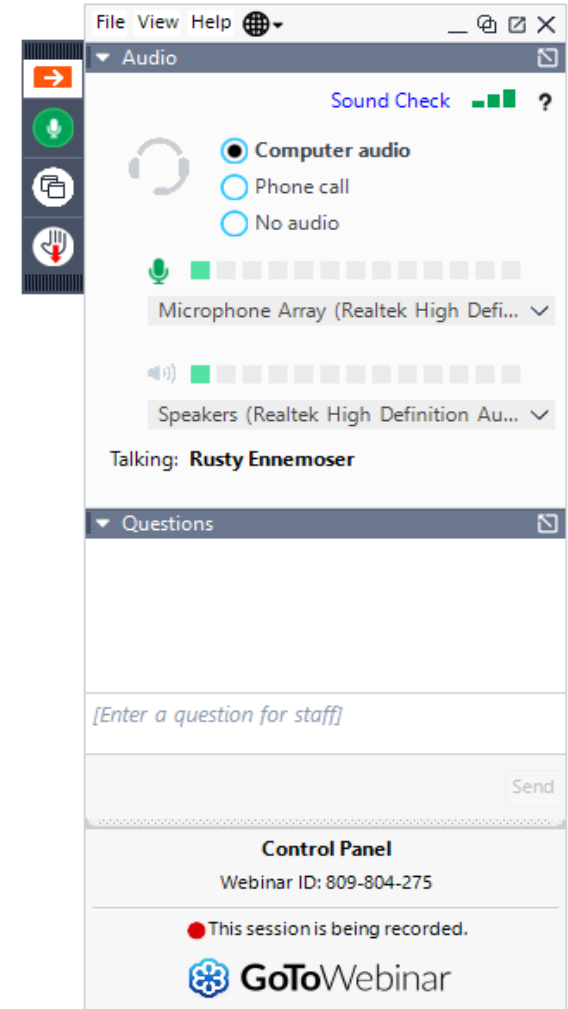 File View Help
Audio
Sound Check ?
Computer audio
Phone call
No audio
Microphone Array (Realtek High Defi...
Speakers (Realtek High Definition Au...
Talking: Rusty Ennemoser
Questions
[Enter a question for staff]
Send
Control Panel
Webinar ID: 809-804-275
This session is being recorded.
GoToWebinar